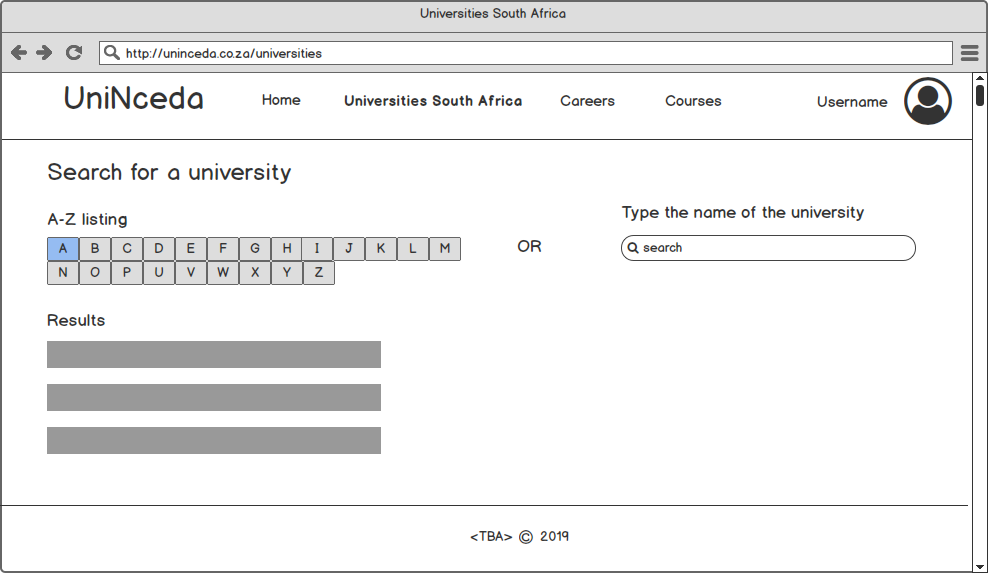 Universities South Africa
http://uninceda.co.za/universities
UniNceda Home Universities South Africa Careers Courses Username
Search for a university
A-Z listing
A B C D E F G H I J K L M
N O P U V W X Y Z
OR
Type the name of the university
search
Results
<TBA> © 2019